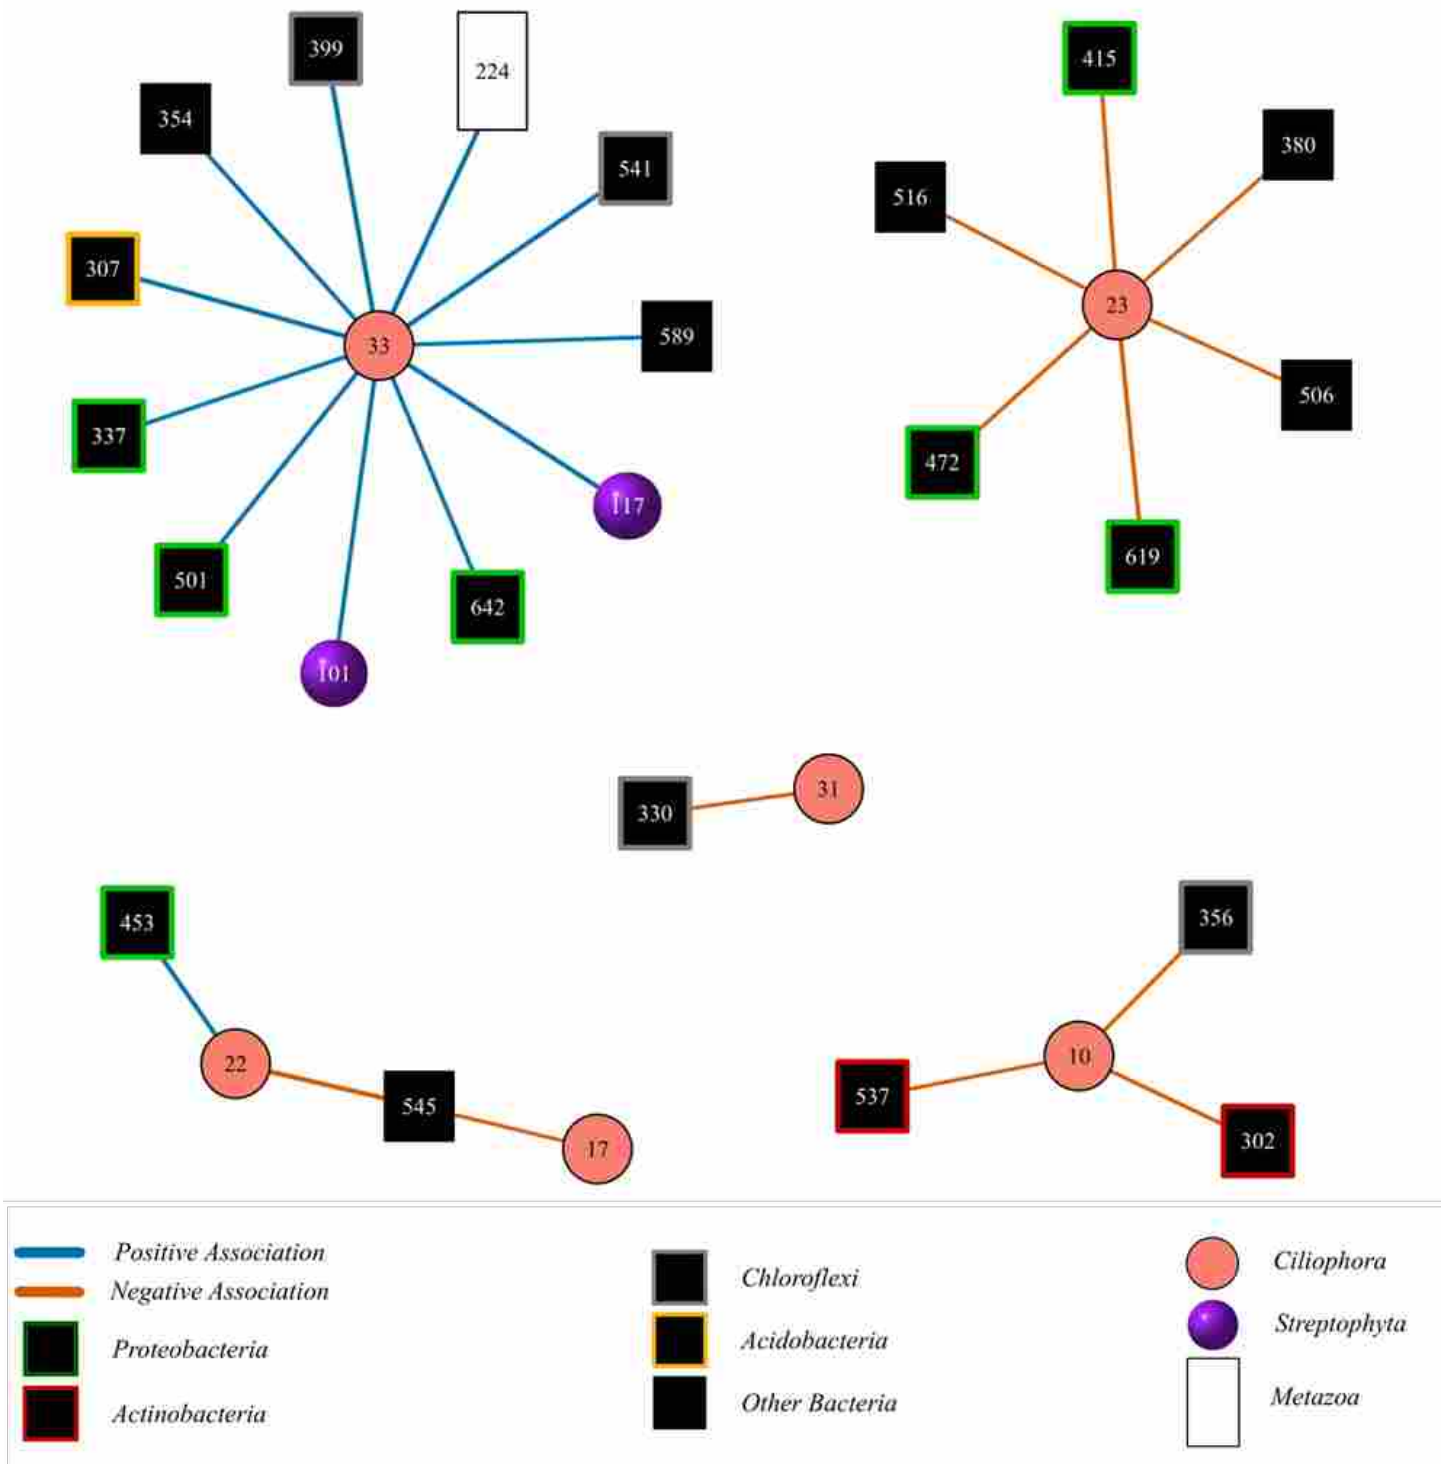 399
224
415
354
380
541
516
307
23
589
33
506
337
472
117
619
501
642
101
31
330
453
356
22
10
545
537
17
302
Positive Association
Negative Association
Proteobacteria
Actinobacteria
Chloroflexi
Acidobacteria
Other Bacteria
Ciliophora
Streptophyta
Metazoa